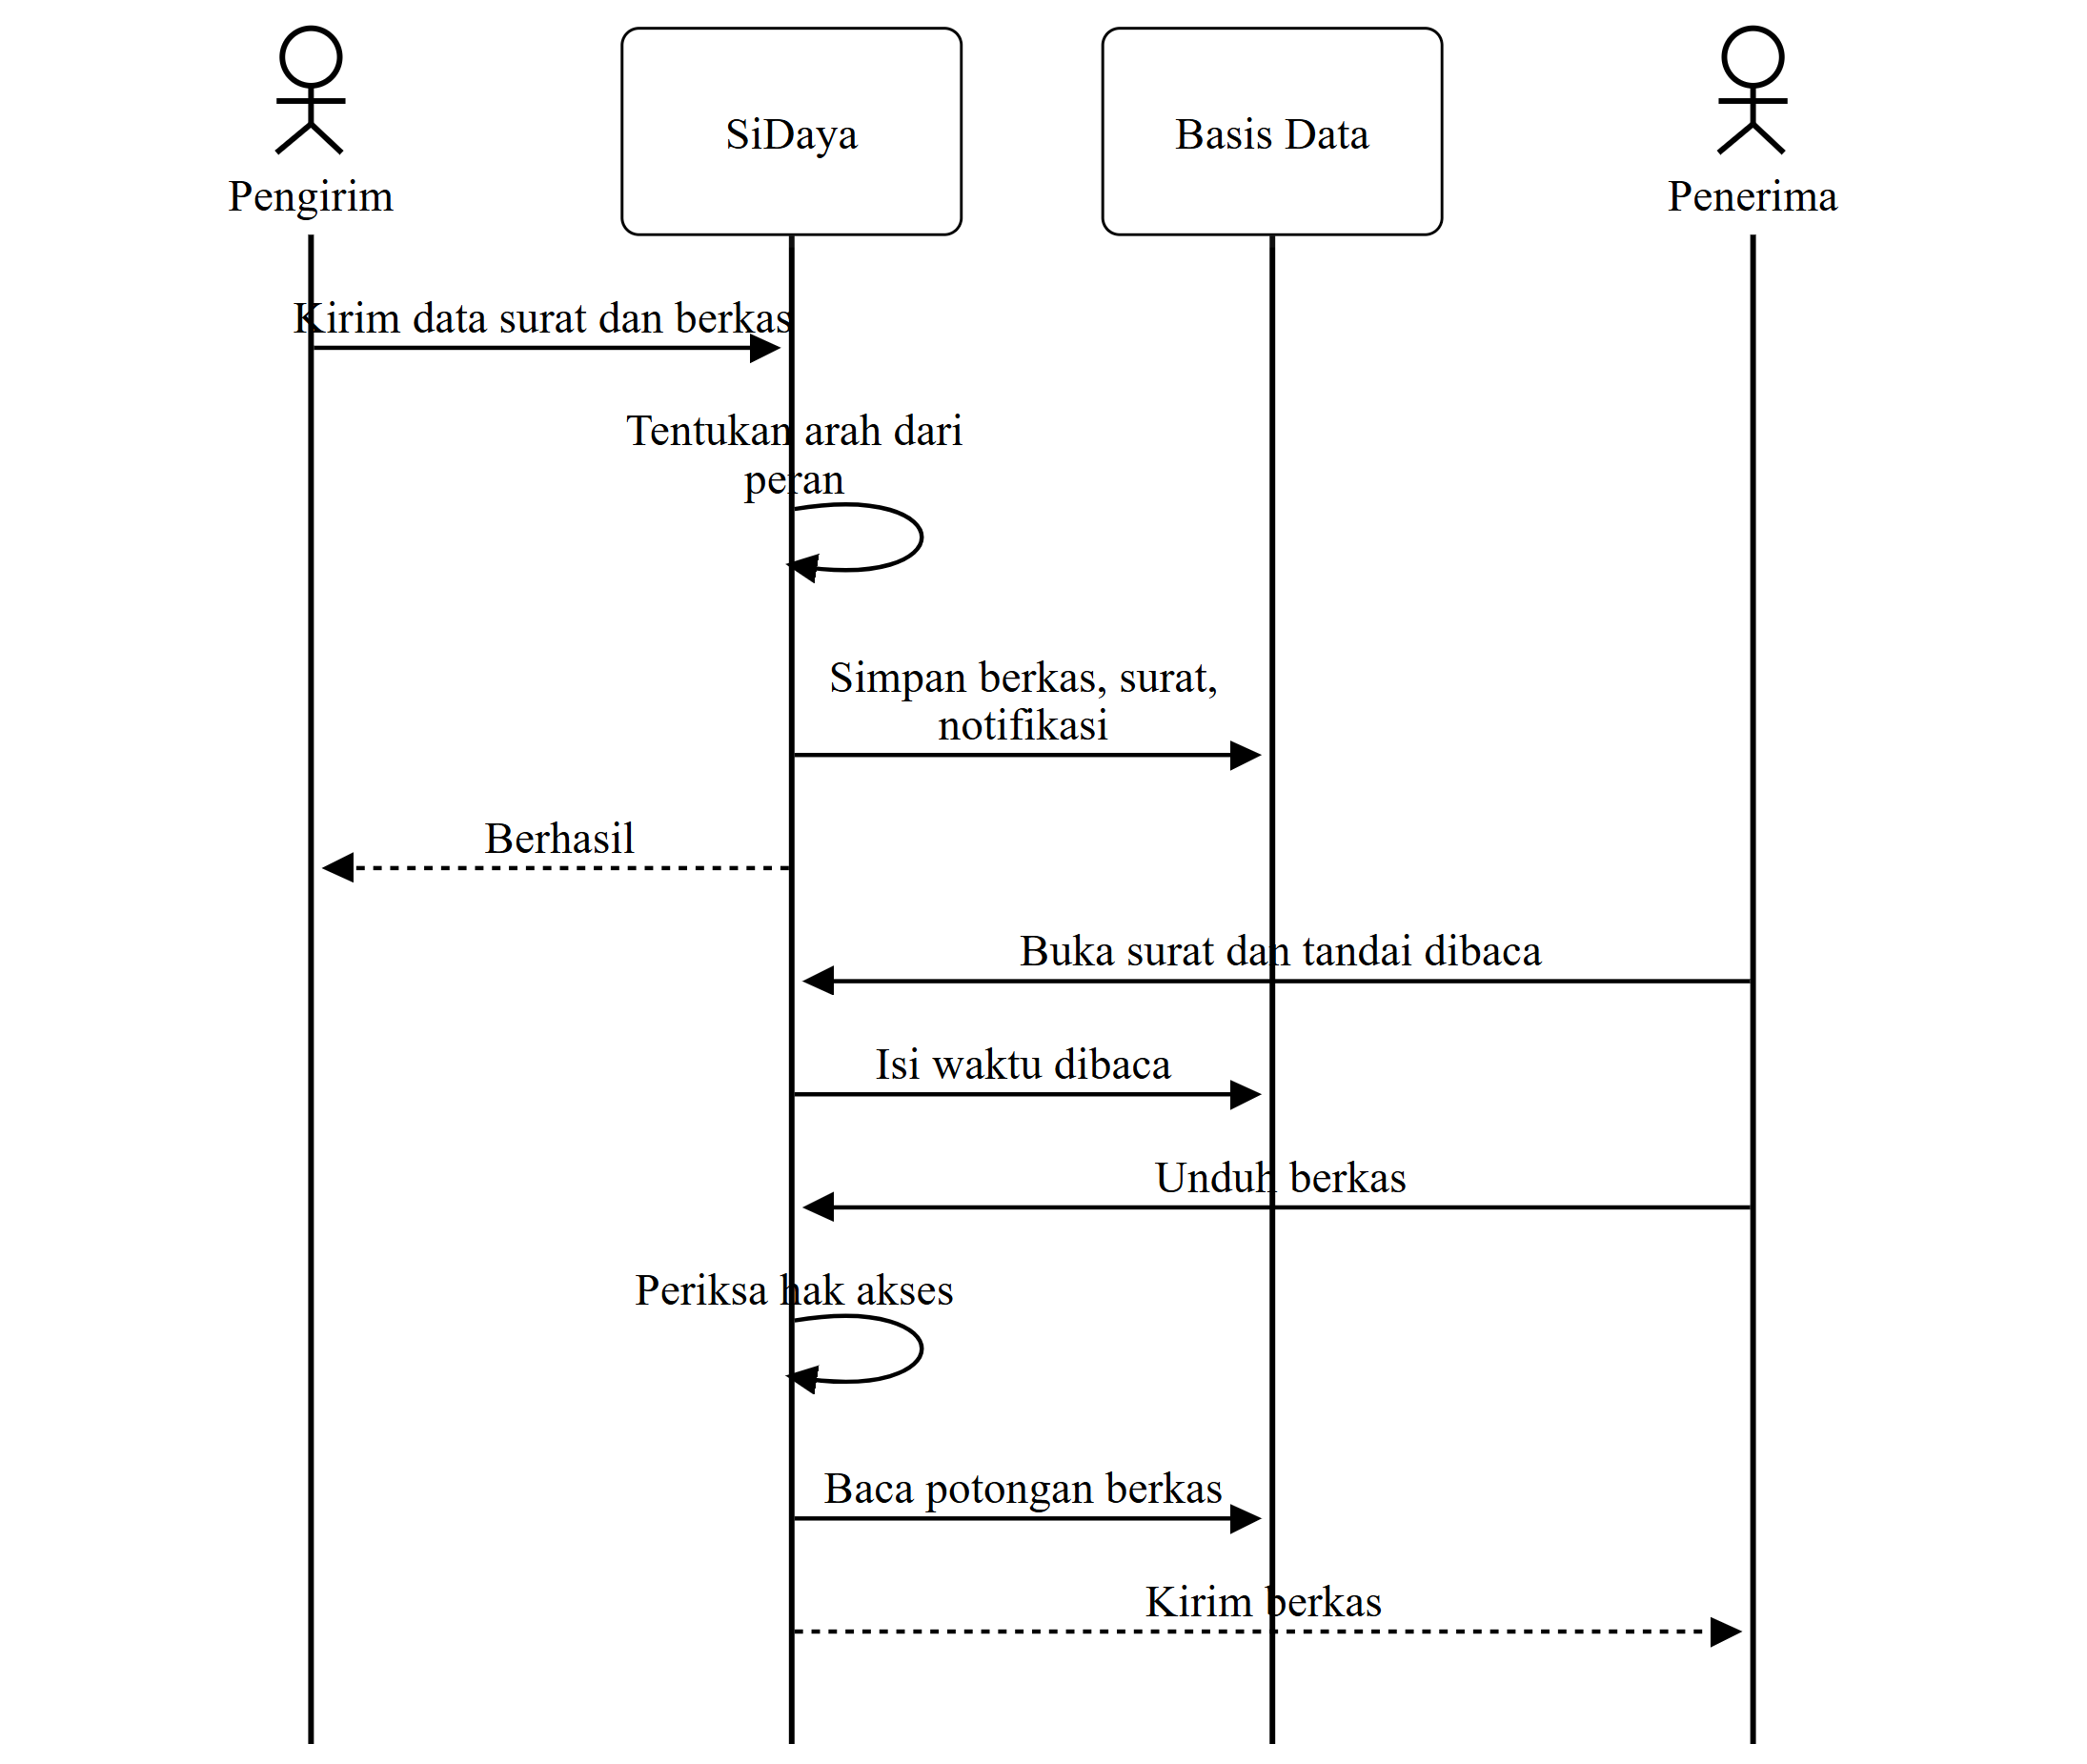 Pengirim
SiDaya
Basis Data
Penerima
Kirim data surat dan berkas
Tentukan arah dari
peran
Simpan berkas, surat,
notifikasi
Berhasil
Buka surat dan tandai dibaca
Isi waktu dibaca
Unduh berkas
Periksa hak akses
Baca potongan berkas
Kirim berkas